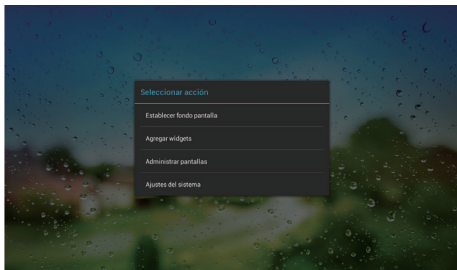 Seleccionar acción
Establecer fondo pantalla
Agregar widgets
Administrar pantallas
Ajustes del sistema